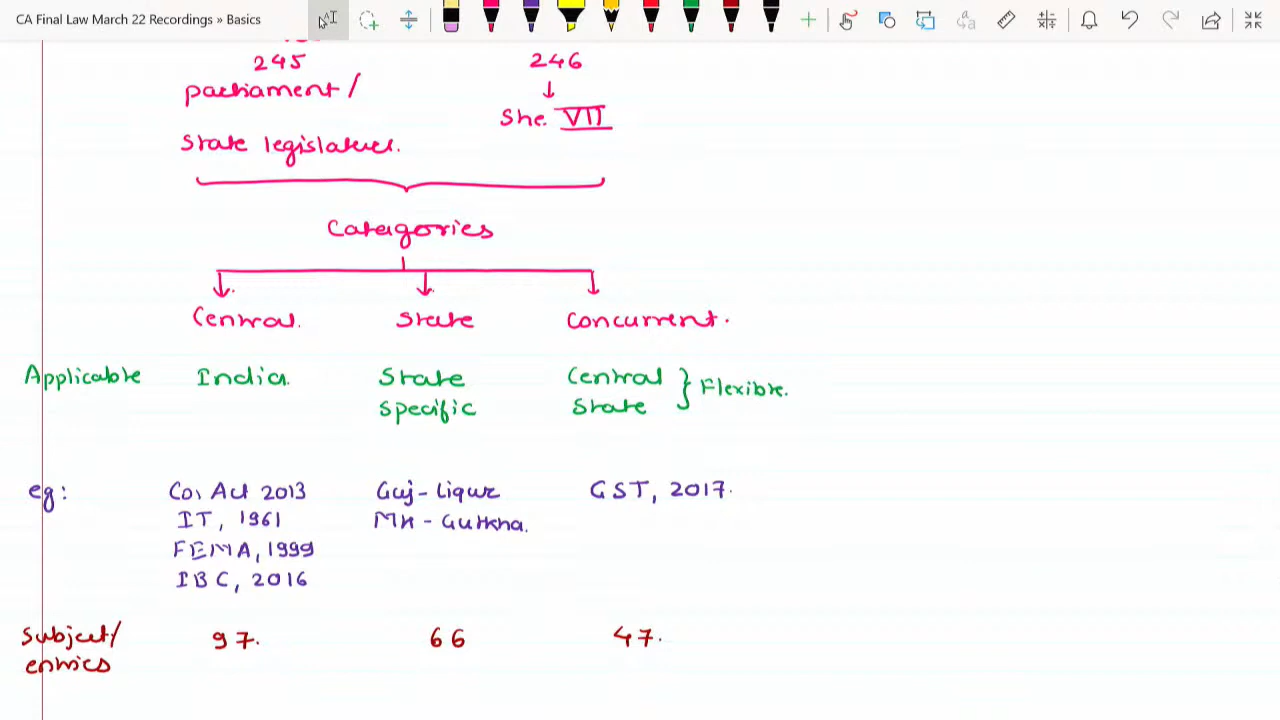 CA Final Law March 22 Recordings » Basics
245 246
parliament /
She. VII
State legislature.
Categories
Central. State Concurrent.
Applicable India. State Specific Central State } Flexible.
eg: Co, Act 2013 Guj - Liqur GST, 2017.
IT, 1961 MH - Gutkha.
FEMA, 1999
IBC, 2016
Subject/ entries 97. 66 47.